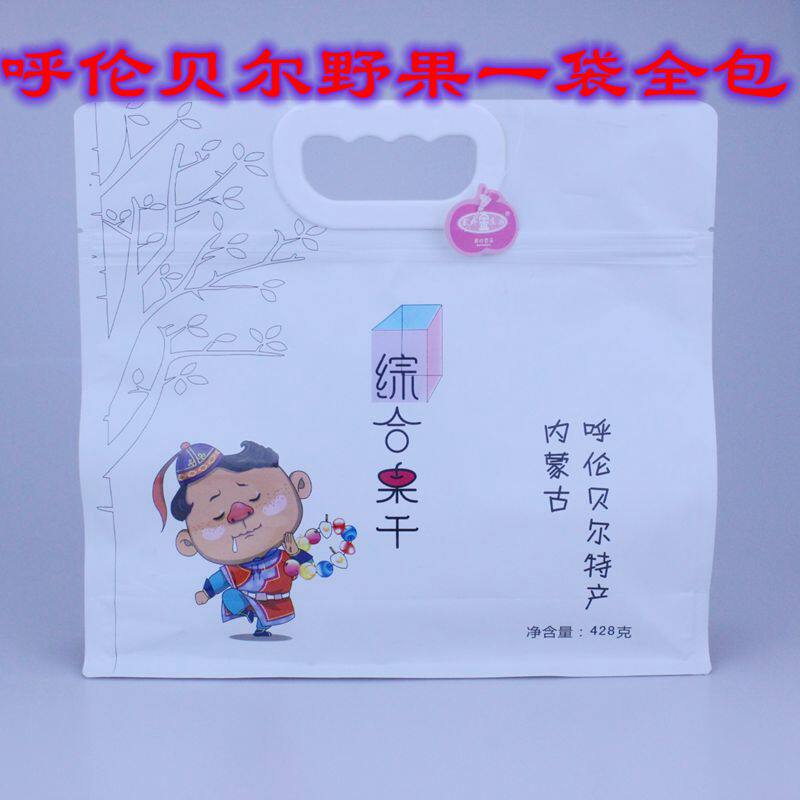 呼伦贝尔野果一袋全包
综合果干
呼伦贝尔特产
内蒙古
净含量：428克